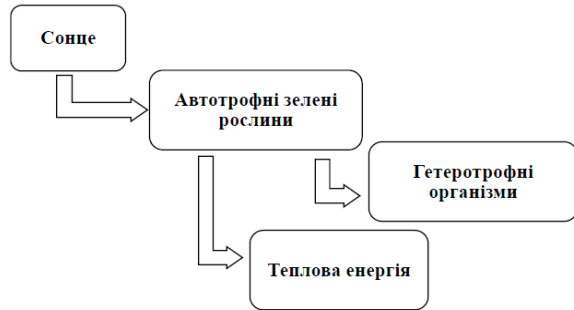 Сонце
Автотрофні зелені
рослини
Гетеротрофні
організми
Теплова енергія